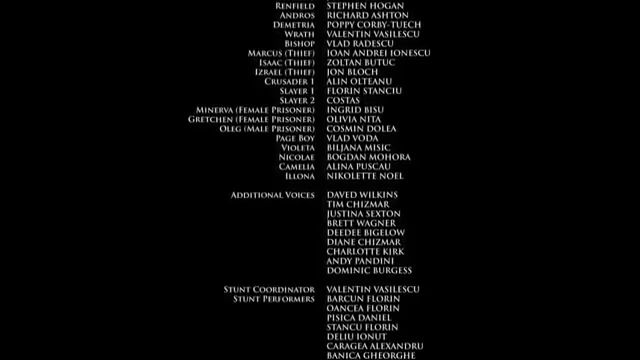 Renfield STEPHEN HOGAN
Andros RICHARD ASHTON
Demetria POPPY CORBY-TUECH
Wrath VALENTIN VASILESCU
Bishop VLAD RADESCU
Marcus (Thief) IOAN ANDREI IONESCU
Isaac (Thief) ZOLTAN BUTUC
Izrael (Thief) JON BLOCH
Crusader 1 ALIN OLTEANU
Slayer 1 FLORIN STANCIU
Slayer 2 COSTAS
Minerva (Female Prisoner) INGRID BISU
Gretchen (Female Prisoner) OLIVIA NITA
Oleg (Male Prisoner) COSMIN DOLEA
Page Boy VLAD VODA
Violeta BILJANA MISIC
Nicolae BOGDAN MOHORA
Camelia ALINA PUSCAU
Illona NIKOLETTE NOEL
Additional Voices DAVED WILKINS
TIM CHIZMAR
JUSTINA SEXTON
BRETT WAGNER
DEEDEE BIGELOW
DIANE CHIZMAR
CHARLOTTE KIRK
ANDY PANDINI
DOMINIC BURGESS
Stunt Coordinator VALENTIN VASILESCU
Stunt Performers BARCUN FLORIN
OANCEA FLORIN
PISICA DANIEL
STANCU FLORIN
DELIU IONUT
CARAGEA ALEXANDRU
BANICA GHEORGHE